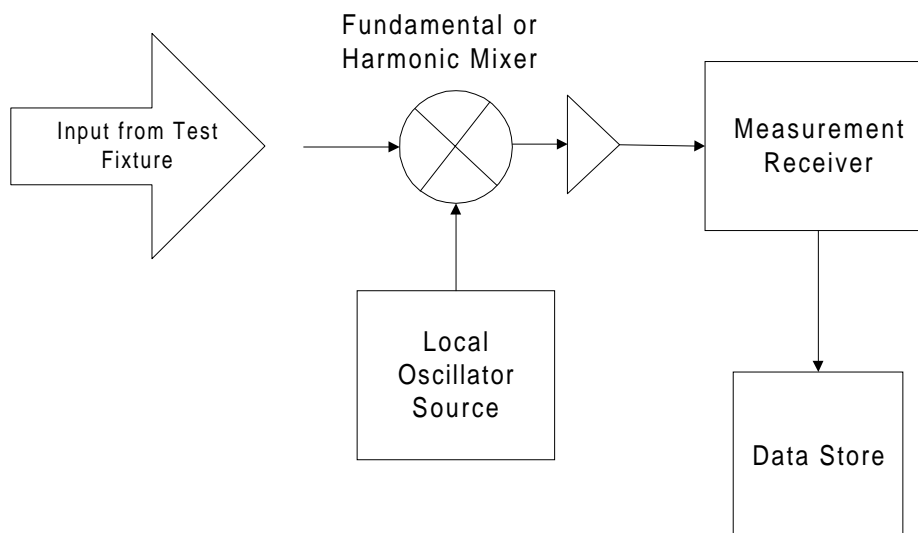 Fundamental or
Harmonic Mixer
Input from Test
Fixture
Measurement
Receiver
Local
Oscillator
Source
Data Store